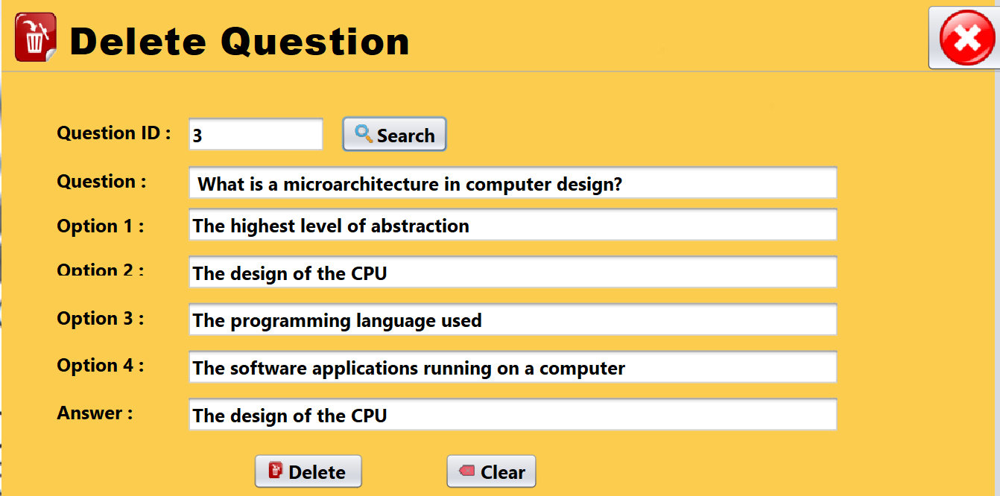 Delete Question
Question ID : 3 Search
Question : What is a microarchitecture in computer design?
Option 1 : The highest level of abstraction
Option 2 : The design of the CPU
Option 3 : The programming language used
Option 4 : The software applications running on a computer
Answer : The design of the CPU
Delete Clear